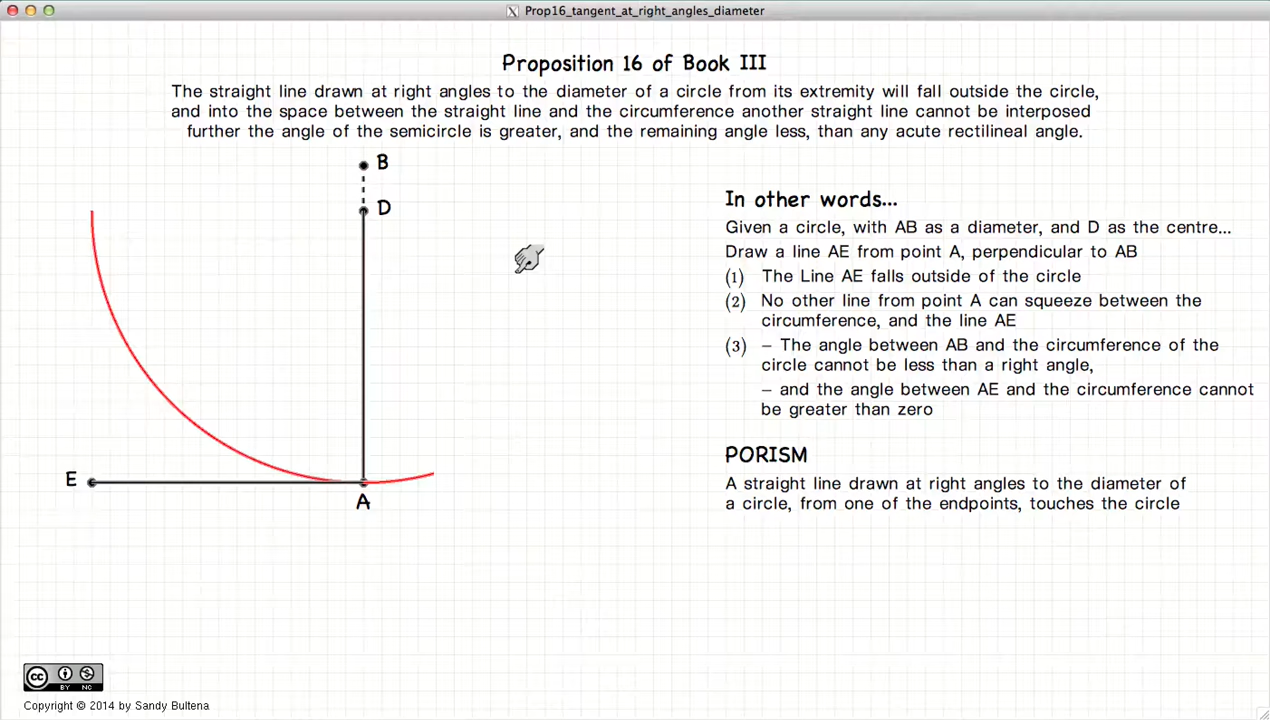 Prop16_tangent_at_right_angles_diameter
Proposition 16 of Book III
The straight line drawn at right angles to the diameter of a circle from its extremity will fall outside the circle,
and into the space between the straight line and the circumference another straight line cannot be interposed
further the angle of the semicircle is greater, and the remaining angle less, than any acute rectilineal angle.
B
D
E
A
In other words...
Given a circle, with AB as a diameter, and D as the centre...
Draw a line AE from point A, perpendicular to AB
(1) The Line AE falls outside of the circle
(2) No other line from point A can squeeze between the
circumference, and the line AE
(3) – The angle between AB and the circumference of the
circle cannot be less than a right angle,
– and the angle between AE and the circumference cannot
be greater than zero
PORISM
A straight line drawn at right angles to the diameter of
a circle, from one of the endpoints, touches the circle
cc
BY NC
Copyright © 2014 by Sandy Bultena